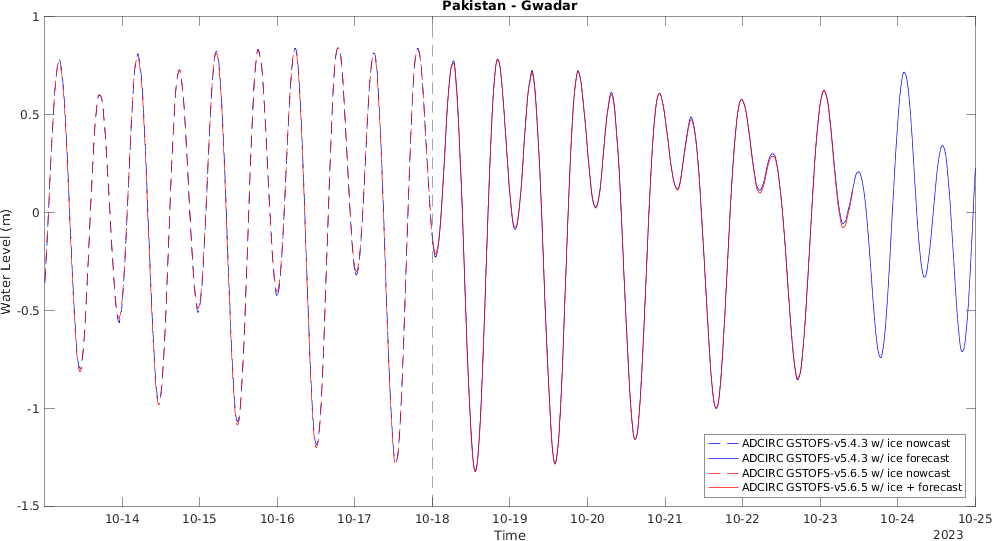 Pakistan - Gwadar
1
0.5
0
-0.5
-1
-1.5
Water Level (m)
10-14 10-15 10-16 10-17 10-18 10-19 10-20 10-21 10-22 10-23 10-24 10-25
Time
2023
ADCIRC GSTOFS-v5.4.3 w/ ice nowcast
ADCIRC GSTOFS-v5.4.3 w/ ice forecast
ADCIRC GSTOFS-v5.6.5 w/ ice nowcast
ADCIRC GSTOFS-v5.6.5 w/ ice + forecast